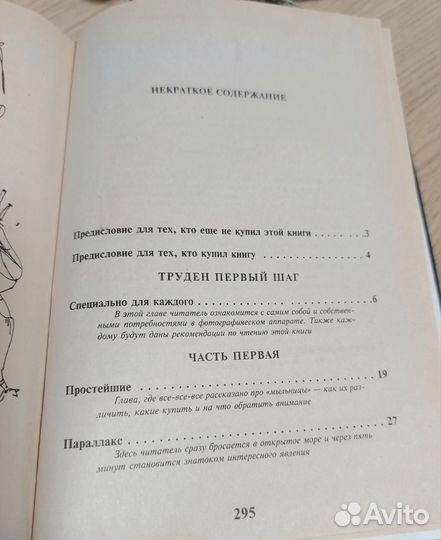 НЕКРАТКОЕ СОДЕРЖАНИЕ
Предисловие для тех, кто еще не купил этой книги . . . . . . 3
Предисловие для тех, кто купил книгу . . . . . . . . . . 4
ТРУДЕН ПЕРВЫЙ ШАГ
Специально для каждого . . . . . . . . . . . . . . . 6
В этой главе читатель ознакомится с самим собой и собствен-
ными потребностями в фотографическом аппарате. Также каж-
дому будут даны рекомендации по чтению этой книги
ЧАСТЬ ПЕРВАЯ
Простейшие . . . . . . . . . . . . . . . . . . . 19
Глава, где все-все-все рассказано про «мыльницы» — как их раз-
личить, какие купить и на что обратить внимание
Параллакс . . . . . . . . . . . . . . . . . . . . 27
Здесь читатель сразу бросается в открытое море и через пять
минут становится знатоком интересного явления
295
Avito